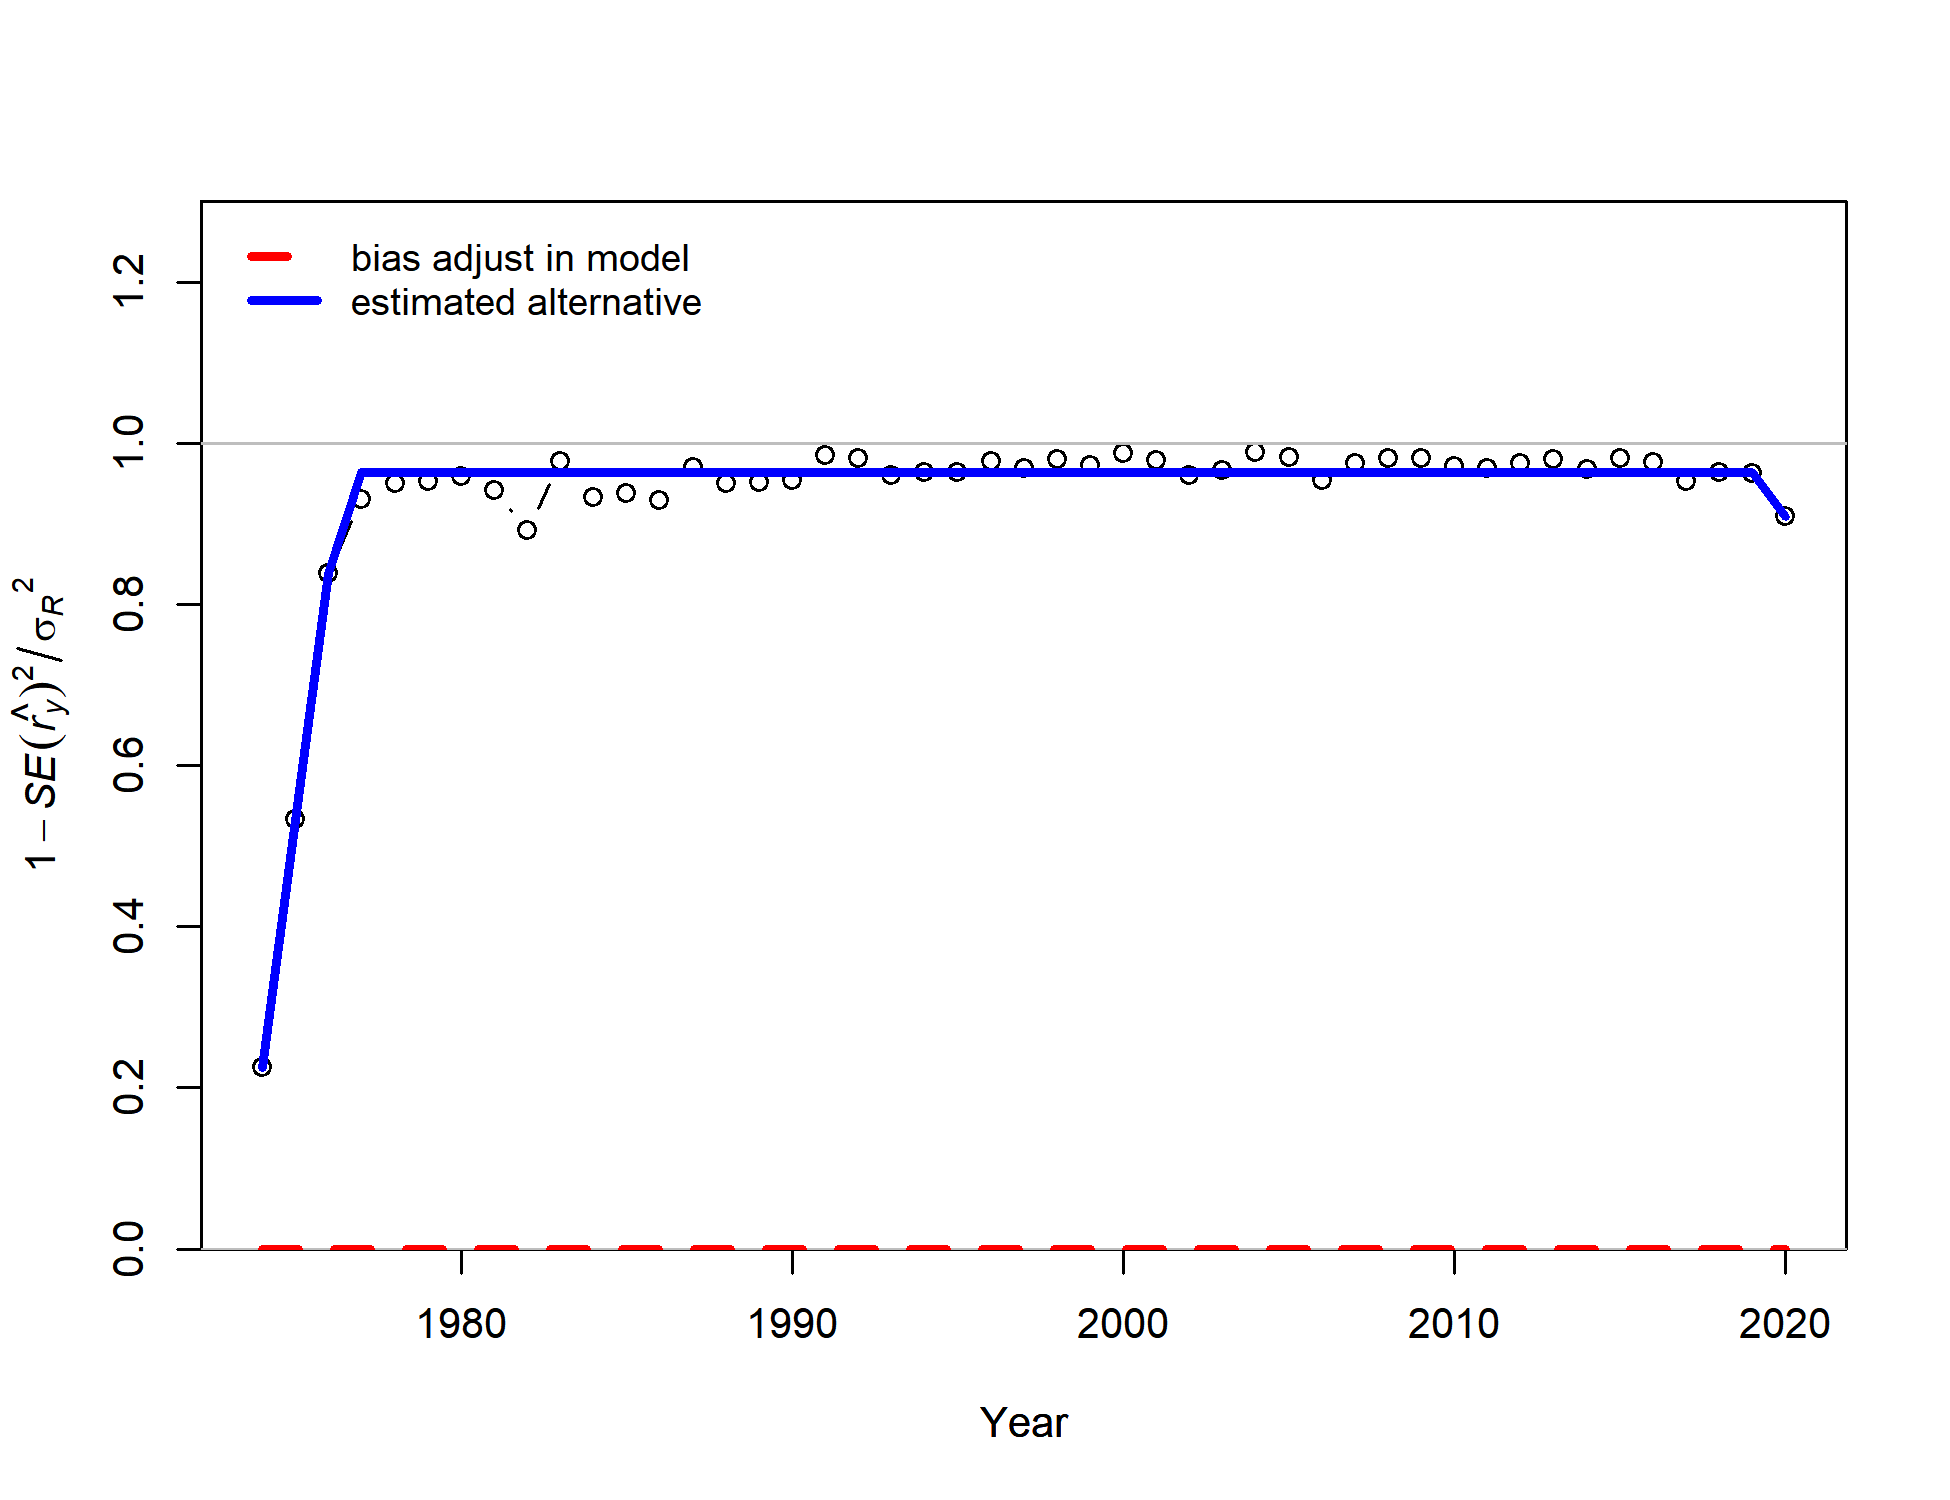 bias adjust in model
estimated alternative
1 − SE(r̂y)² / σR²
1.2
1.0
0.8
0.6
0.4
0.2
0.0
1980 1990 2000 2010 2020
Year